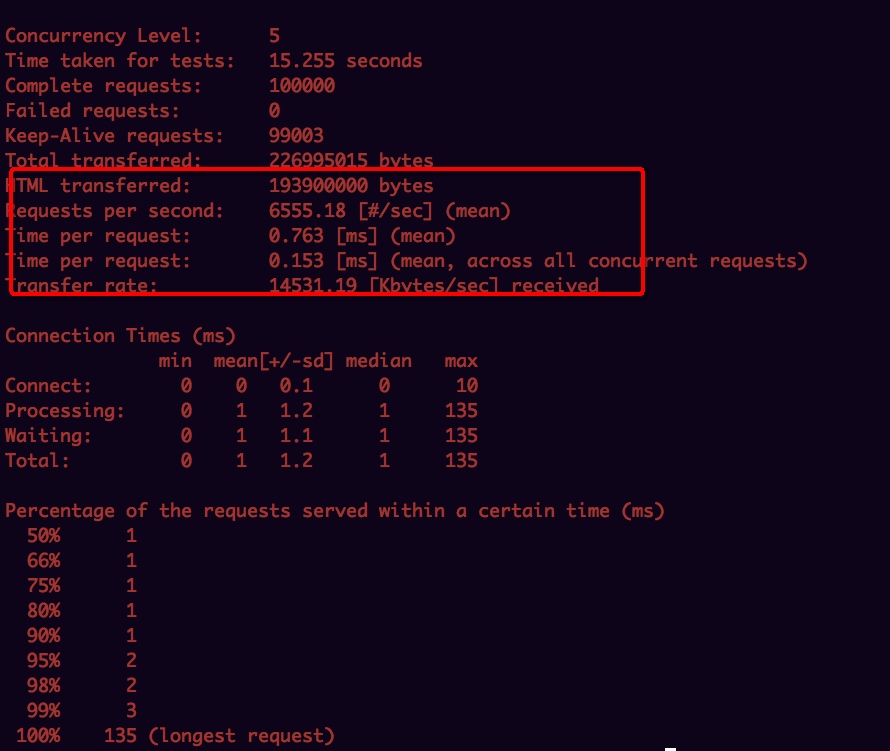 Concurrency Level: 5
Time taken for tests: 15.255 seconds
Complete requests: 100000
Failed requests: 0
Keep-Alive requests: 99003
Total transferred: 226995015 bytes
HTML transferred: 193900000 bytes
Requests per second: 6555.18 [#/sec] (mean)
Time per request: 0.763 [ms] (mean)
Time per request: 0.153 [ms] (mean, across all concurrent requests)
Transfer rate: 14531.19 [Kbytes/sec] received
Connection Times (ms)
min mean[+/-sd] median max
Connect: 0 0 0.1 0 10
Processing: 0 1 1.2 1 135
Waiting: 0 1 1.1 1 135
Total: 0 1 1.2 1 135
Percentage of the requests served within a certain time (ms)
50% 1
66% 1
75% 1
80% 1
90% 1
95% 2
98% 2
99% 3
100% 135 (longest request)